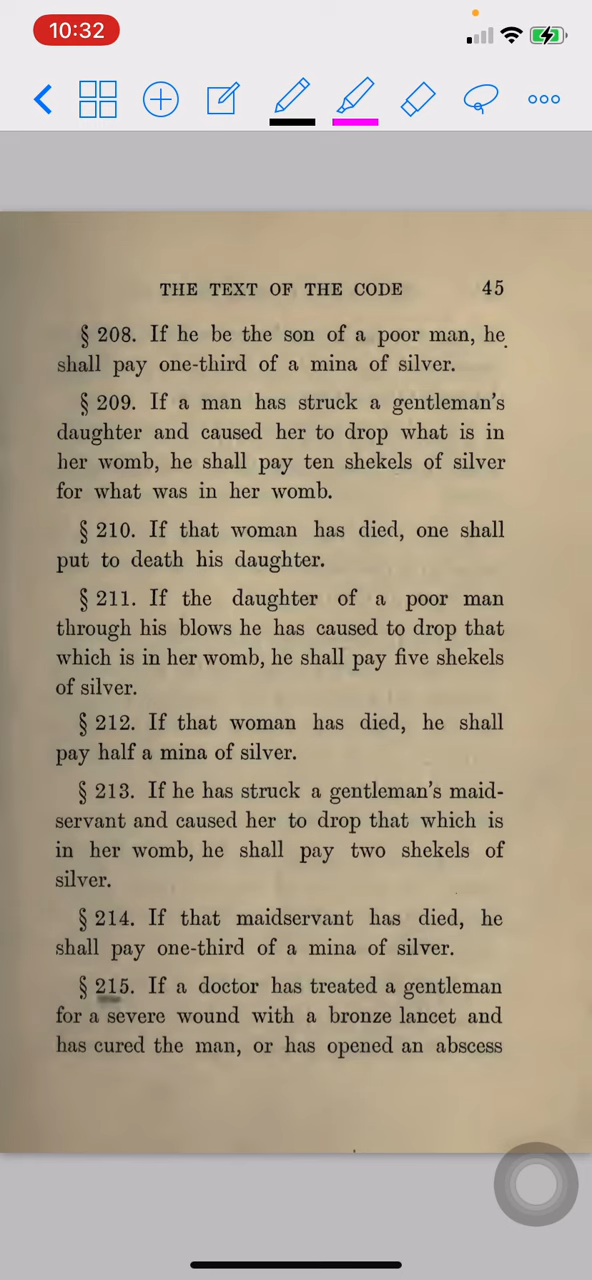 10:32
THE TEXT OF THE CODE 45
§ 208. If he be the son of a poor man, he
shall pay one-third of a mina of silver.
§ 209. If a man has struck a gentleman's
daughter and caused her to drop what is in
her womb, he shall pay ten shekels of silver
for what was in her womb.
§ 210. If that woman has died, one shall
put to death his daughter.
§ 211. If the daughter of a poor man
through his blows he has caused to drop that
which is in her womb, he shall pay five shekels
of silver.
§ 212. If that woman has died, he shall
pay half a mina of silver.
§ 213. If he has struck a gentleman's maid-
servant and caused her to drop that which is
in her womb, he shall pay two shekels of
silver.
§ 214. If that maidservant has died, he
shall pay one-third of a mina of silver.
§ 215. If a doctor has treated a gentleman
for a severe wound with a bronze lancet and
has cured the man, or has opened an abscess